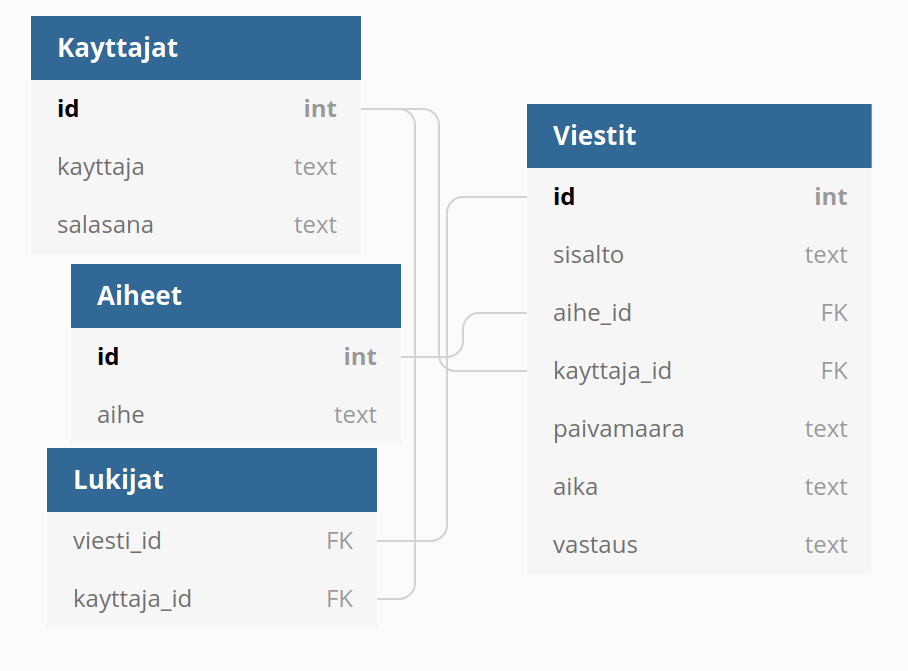 Kayttajat
id int
kayttaja text
salasana text
Aiheet
id int
aihe text
Lukijat
viesti_id FK
kayttaja_id FK
Viestit
id int
sisalto text
aihe_id FK
kayttaja_id FK
paivamaara text
aika text
vastaus text